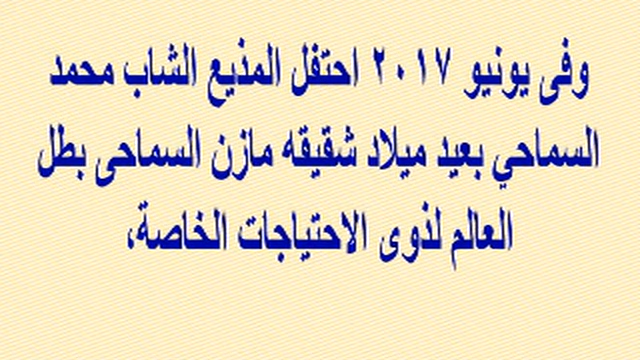 وفى يونيو ٢٠١٧ احتفل المذيع الشاب محمد
السماحي بعيد ميلاد شقيقه مازن السماحى بطل
العالم لذوى الاحتياجات الخاصة،